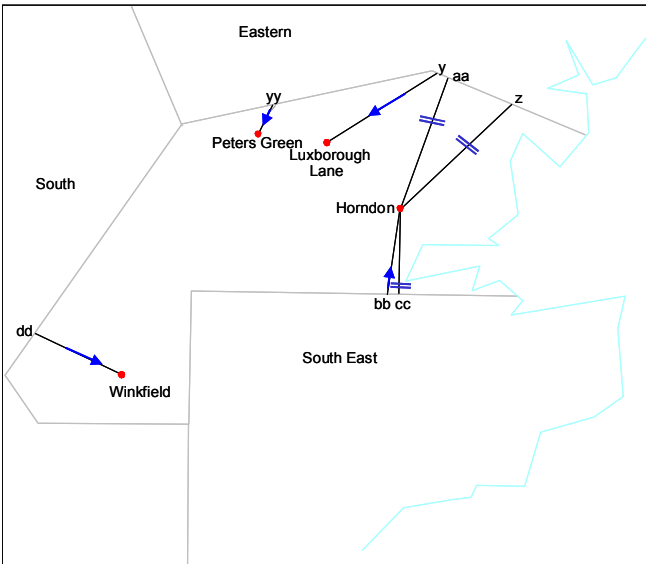 Eastern
y
aa
yy
z
Peters Green
Luxborough
Lane
South
Horndon
bb cc
dd
South East
Winkfield